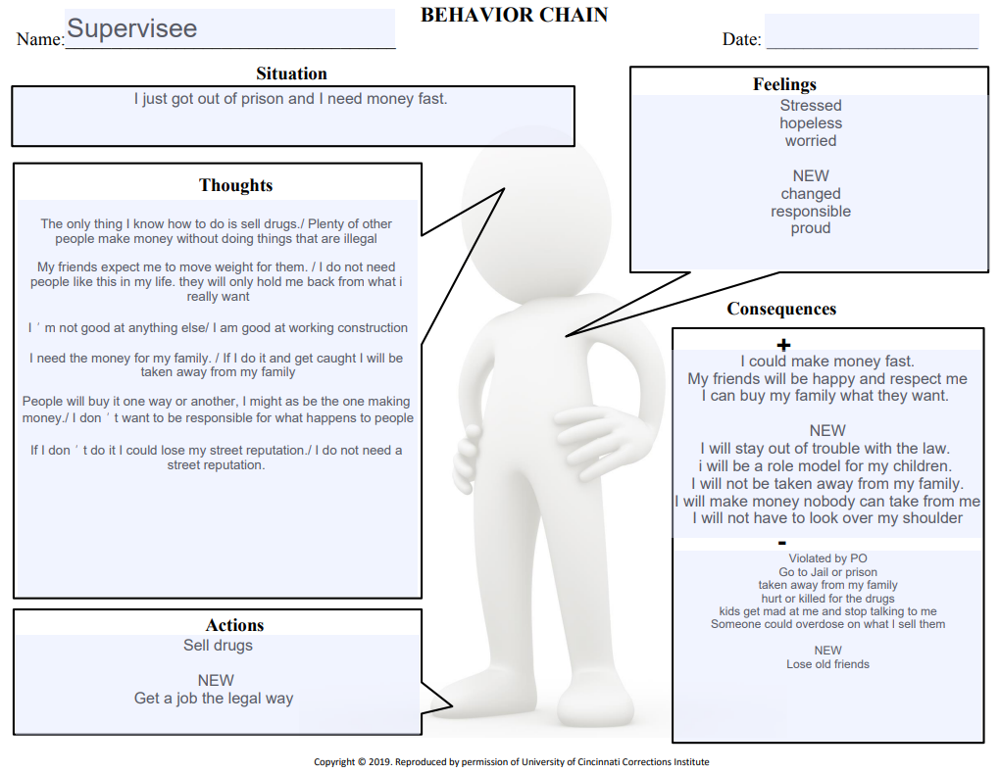 BEHAVIOR CHAIN
Name: Supervisee
Date:
Situation
I just got out of prison and I need money fast.
Feelings
Stressed
hopeless
worried
NEW
changed
responsible
proud
Thoughts
The only thing I know how to do is sell drugs./ Plenty of other
people make money without doing things that are illegal
My friends expect me to move weight for them. / I do not need
people like this in my life. they will only hold me back from what i
really want
I ' m not good at anything else/ I am good at working construction
I need the money for my family. / If I do it and get caught I will be
taken away from my family
People will buy it one way or another, I might as be the one making
money./ I don ' t want to be responsible for what happens to people
If I don ' t do it I could lose my street reputation./ I do not need a
street reputation.
Consequences
+
I could make money fast.
My friends will be happy and respect me
I can buy my family what they want.
NEW
I will stay out of trouble with the law.
i will be a role model for my children.
I will not be taken away from my family.
I will make money nobody can take from me
I will not have to look over my shoulder
-
Violated by PO
Go to Jail or prison
taken away from my family
hurt or killed for the drugs
kids get mad at me and stop talking to me
Someone could overdose on what I sell them
NEW
Lose old friends
Actions
Sell drugs
NEW
Get a job the legal way
Copyright © 2019. Reproduced by permission of University of Cincinnati Corrections Institute